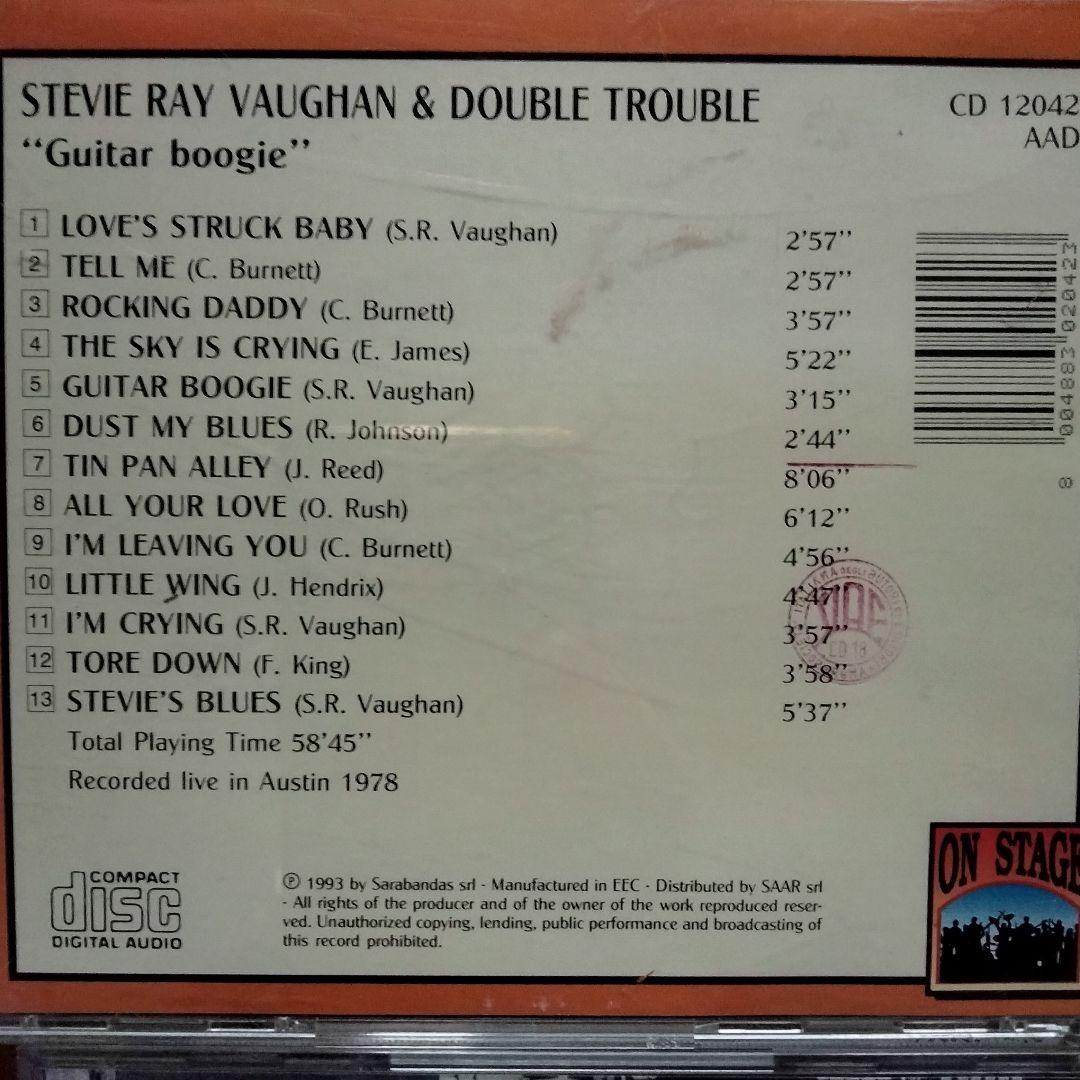 STEVIE RAY VAUGHAN & DOUBLE TROUBLE
CD 12042
AAD
“Guitar boogie”
1 LOVE'S STRUCK BABY (S.R. Vaughan) 2'57''
2 TELL ME (C. Burnett) 2'57''
3 ROCKING DADDY (C. Burnett) 3'57''
4 THE SKY IS CRYING (E. James) 5'22''
5 GUITAR BOOGIE (S.R. Vaughan) 3'15''
6 DUST MY BLUES (R. Johnson) 2'44''
7 TIN PAN ALLEY (J. Reed) 8'06''
8 ALL YOUR LOVE (O. Rush) 6'12''
9 I'M LEAVING YOU (C. Burnett) 4'56''
10 LITTLE WING (J. Hendrix) 4'47''
11 I'M CRYING (S.R. Vaughan) 3'57''
12 TORE DOWN (F. King) 3'58''
13 STEVIE'S BLUES (S.R. Vaughan) 5'37''
Total Playing Time 58'45''
Recorded live in Austin 1978
8 004883 020423
ON STAGE
COMPACT
disc
DIGITAL AUDIO
℗ 1993 by Sarabandas srl - Manufactured in EEC - Distributed by SAAR srl
- All rights of the producer and of the owner of the work reproduced reser-
ved. Unauthorized copying, lending, public performance and broadcasting of
this record prohibited.